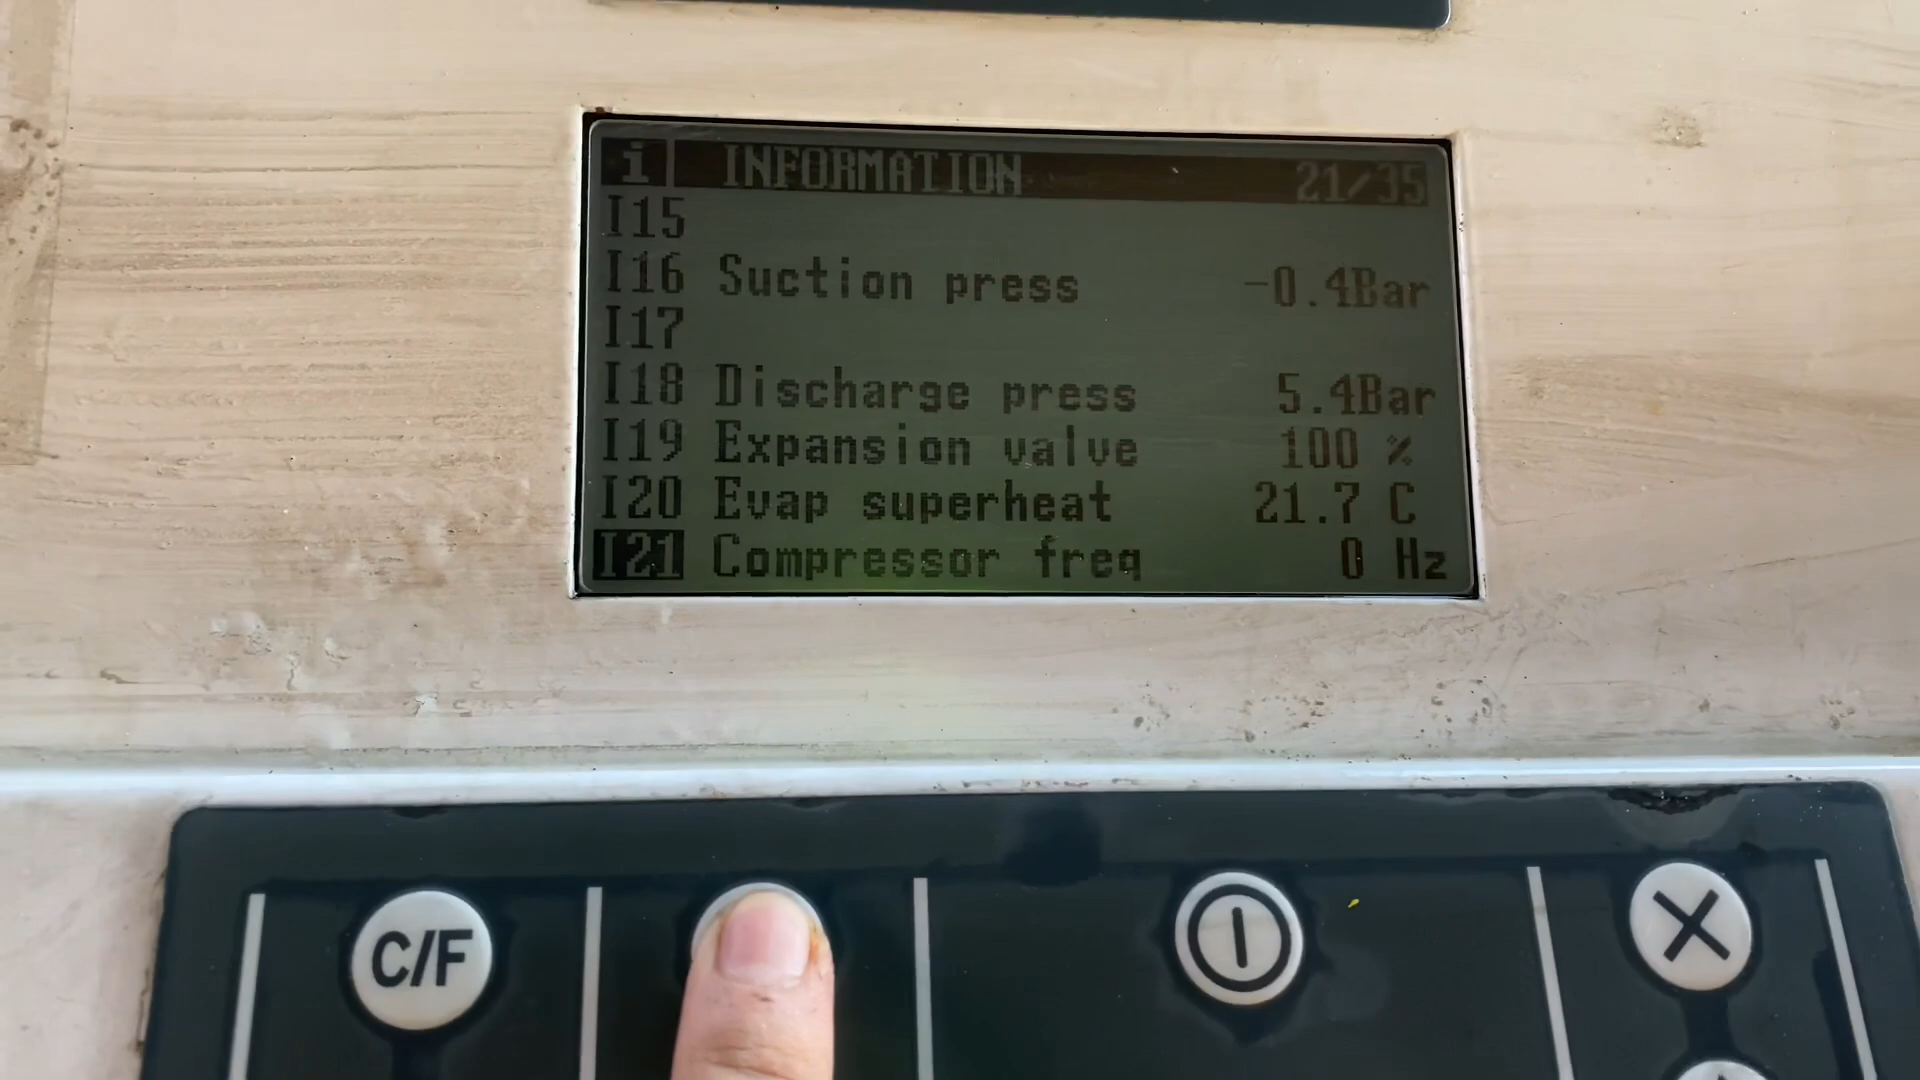 i INFORMATION 21/35
I15
I16 Suction press -0.4Bar
I17
I18 Discharge press 5.4Bar
I19 Expansion valve 100 %
I20 Evap superheat 21.7 C
I21 Compressor freq 0 Hz
C/F